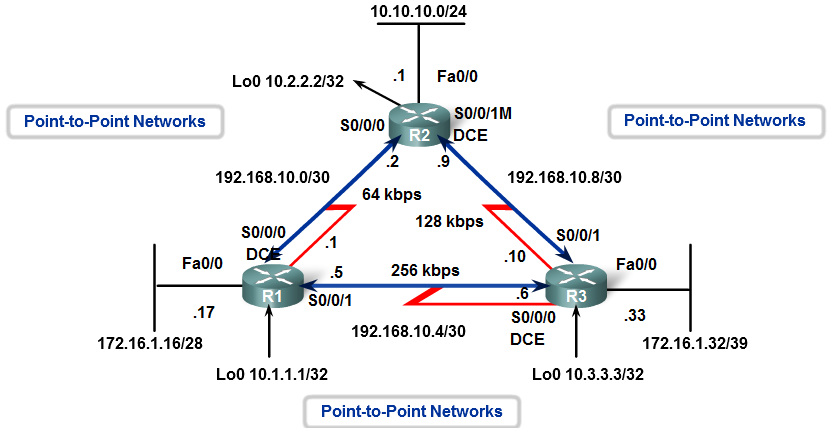 10.10.10.0/24
.1
Fa0/0
Lo0 10.2.2.2/32
Point-to-Point Networks
S0/0/0
R2
S0/0/1M
DCE
Point-to-Point Networks
.2
.9
192.168.10.0/30
64 kbps
192.168.10.8/30
128 kbps
S0/0/0
DCE
.1
S0/0/1
.10
Fa0/0
R1
.5
256 kbps
.6
R3
Fa0/0
S0/0/1
.17
192.168.10.4/30
S0/0/0
DCE
.33
172.16.1.16/28
172.16.1.32/39
Lo0 10.1.1.1/32
Lo0 10.3.3.3/32
Point-to-Point Networks